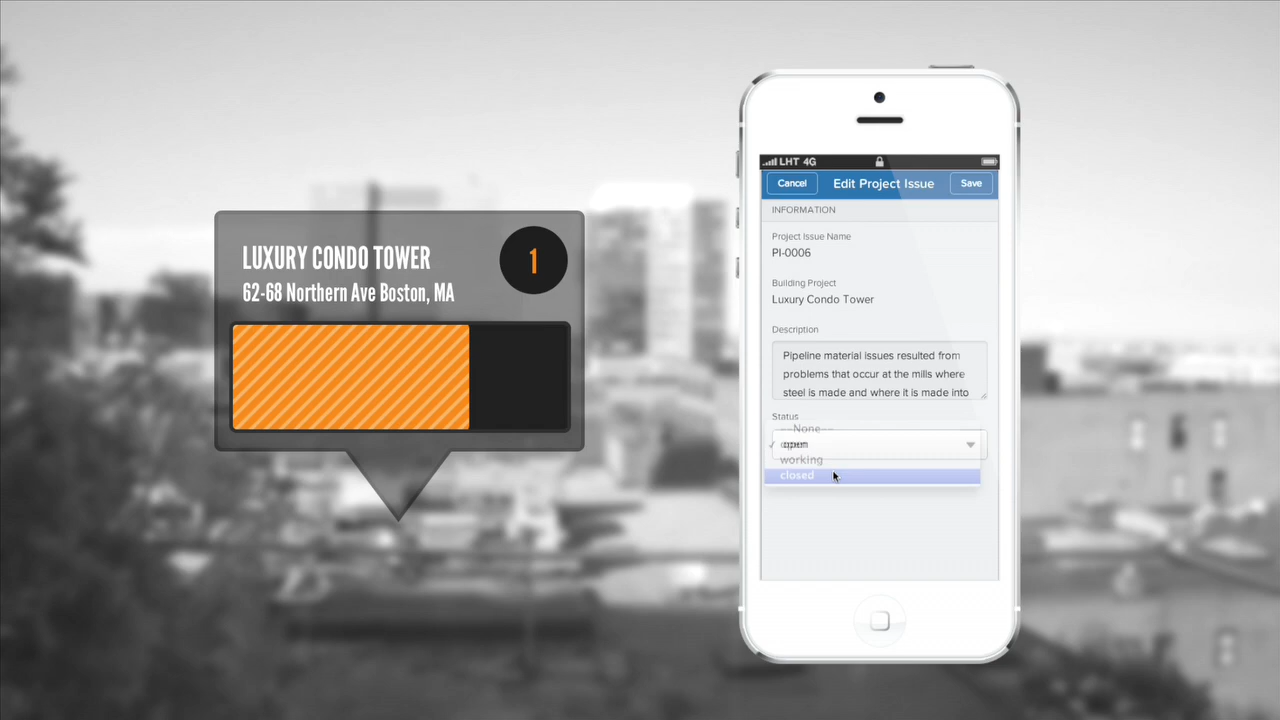 LUXURY CONDO TOWER
62-68 Northern Ave Boston, MA
1
LHT 4G
Cancel
Edit Project Issue
Save
INFORMATION
Project Issue Name
PI-0006
Building Project
Luxury Condo Tower
Description
Pipeline material issues resulted from
problems that occur at the mills where
steel is made and where it is made into
Status
--None--
open
working
closed